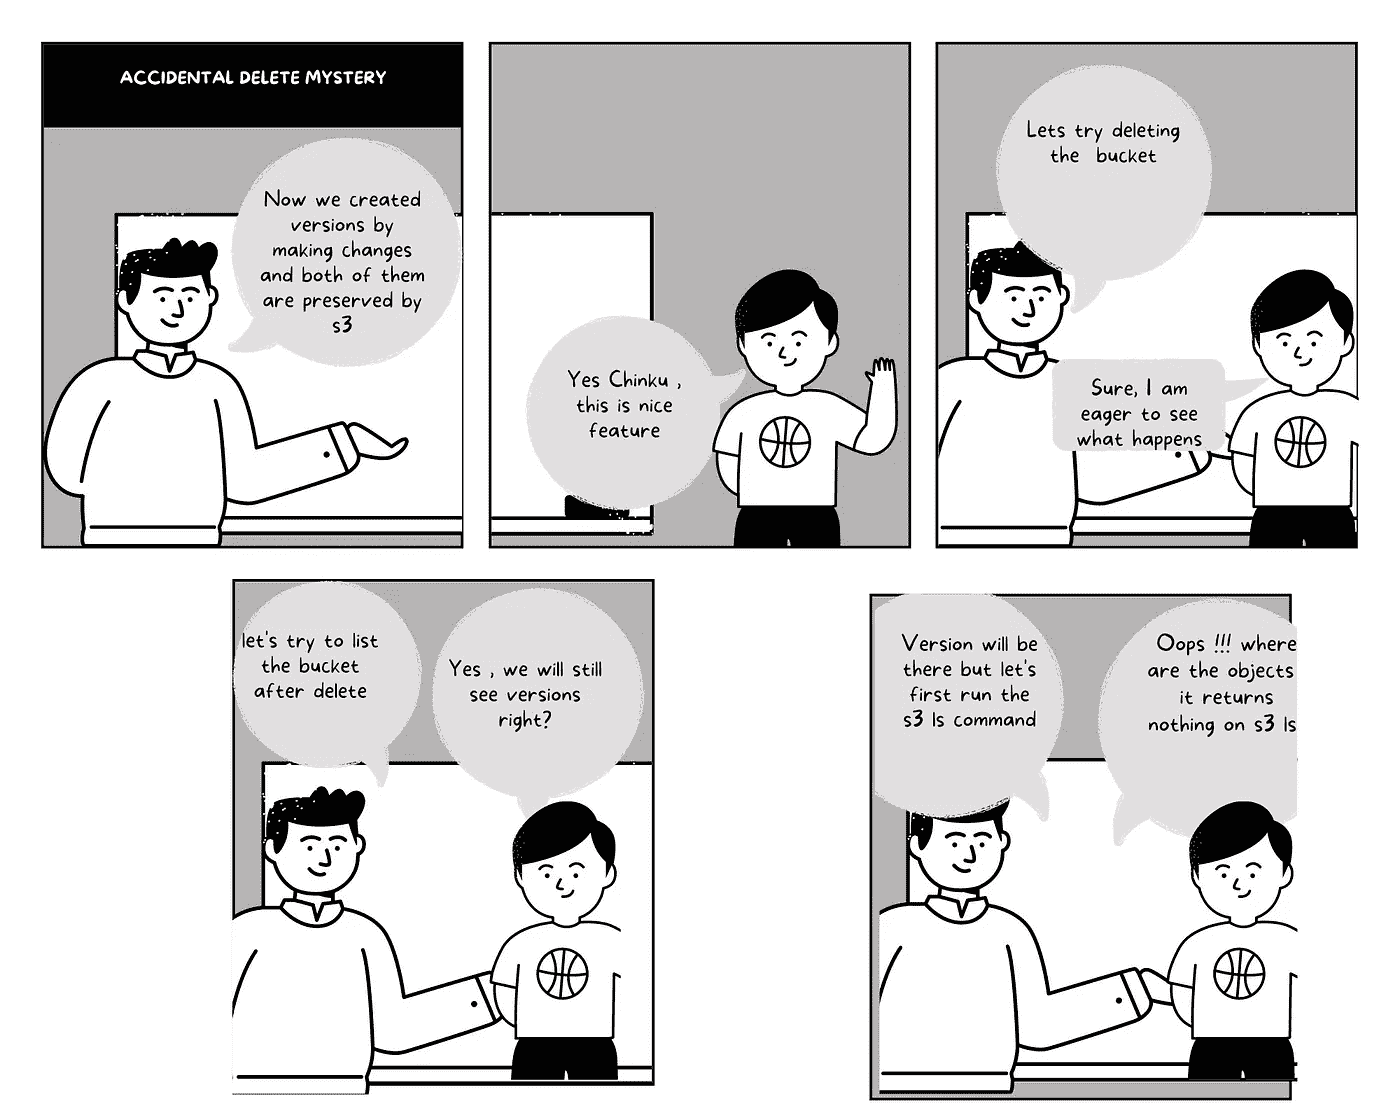 ACCIDENTAL DELETE MYSTERY
Now we created
versions by
making changes
and both of them
are preserved by
s3
Yes Chinku ,
this is nice
feature
Lets try deleting
the bucket
Sure, I am
eager to see
what happens
let's try to list
the bucket
after delete
Yes , we will still
see versions
right?
Version will be
there but let's
first run the
s3 ls command
Oops !!! where
are the objects
it returns
nothing on s3 ls